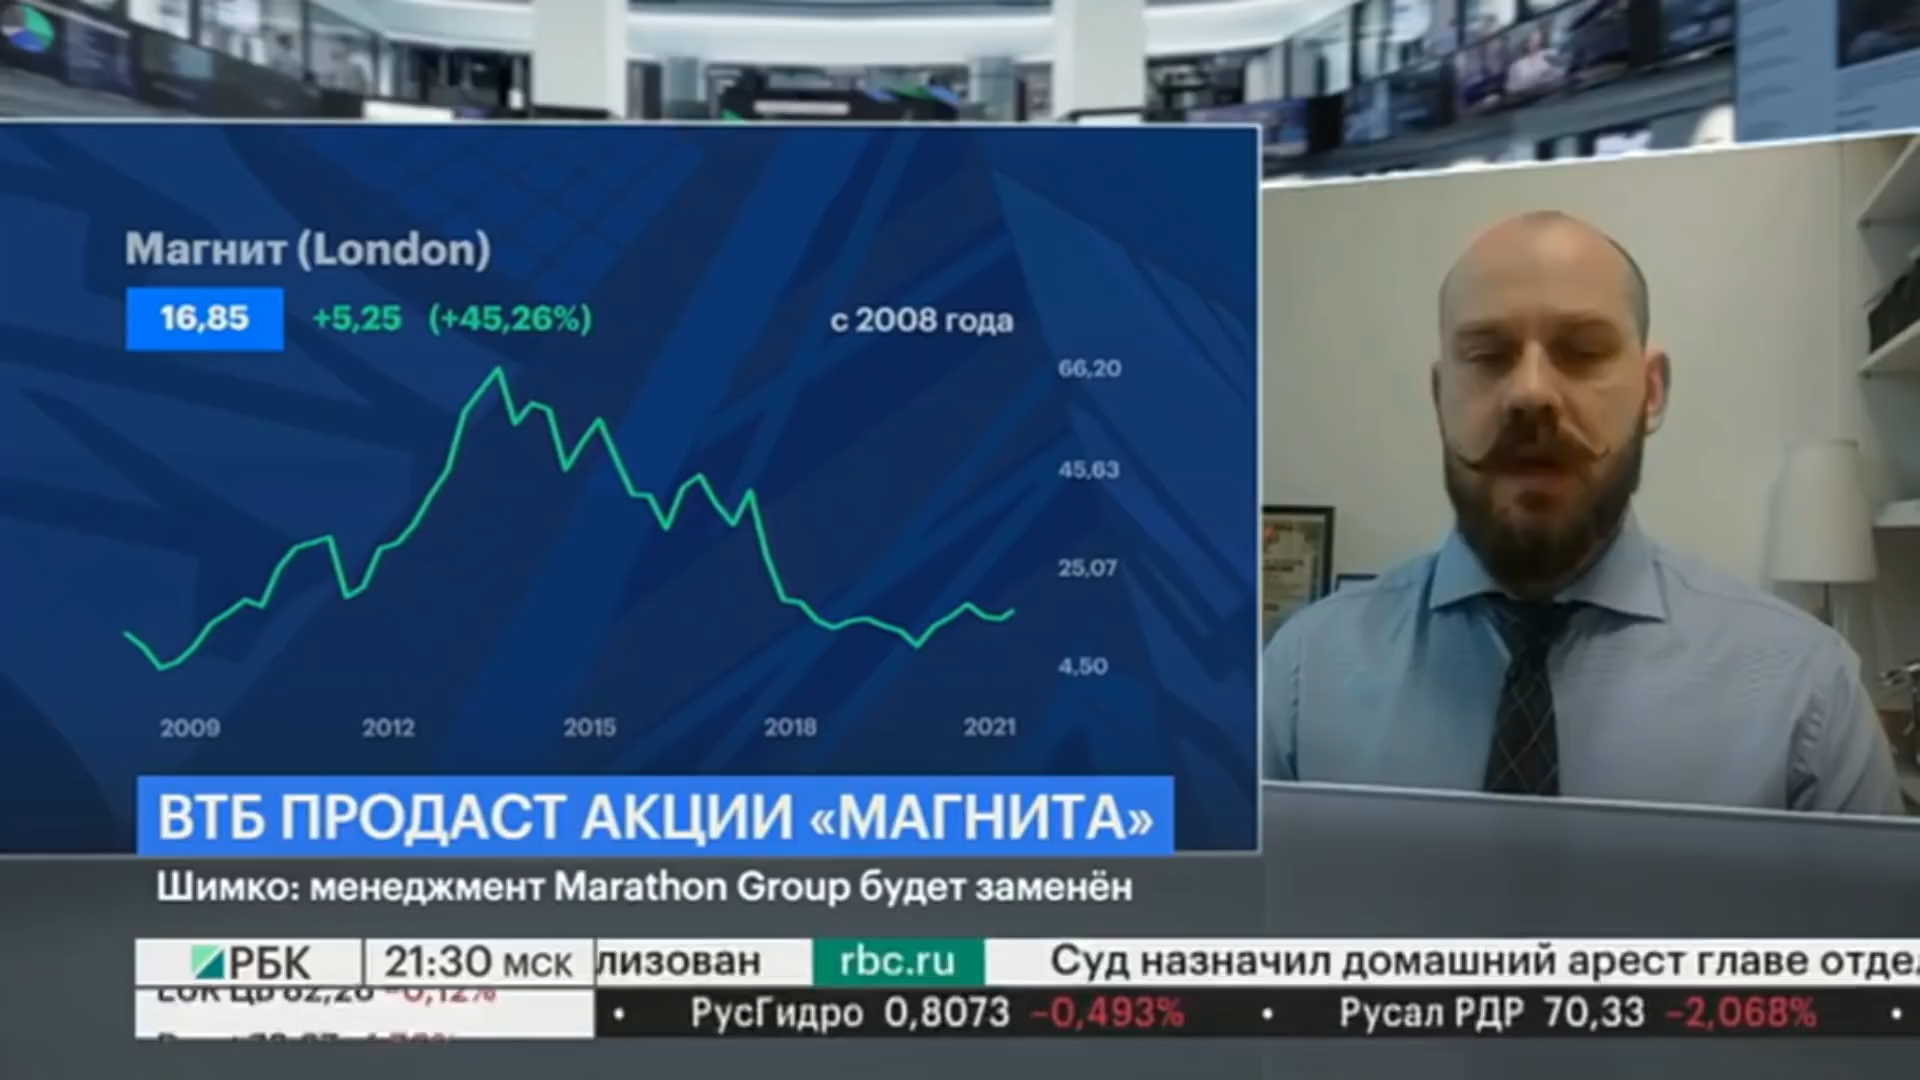 Магнит (London)
16,85 +5,25 (+45,26%) с 2008 года
66,20
45,63
25,07
4,50
2009 2012 2015 2018 2021
ВТБ ПРОДАСТ АКЦИИ «МАГНИТА»
Шимко: менеджмент Marathon Group будет заменён
РБК 21:30 МСК лизован rbc.ru Суд назначил домашний арест главе отде
• РусГидро 0,8073 -0,493% • Русал РДР 70,33 -2,068% •